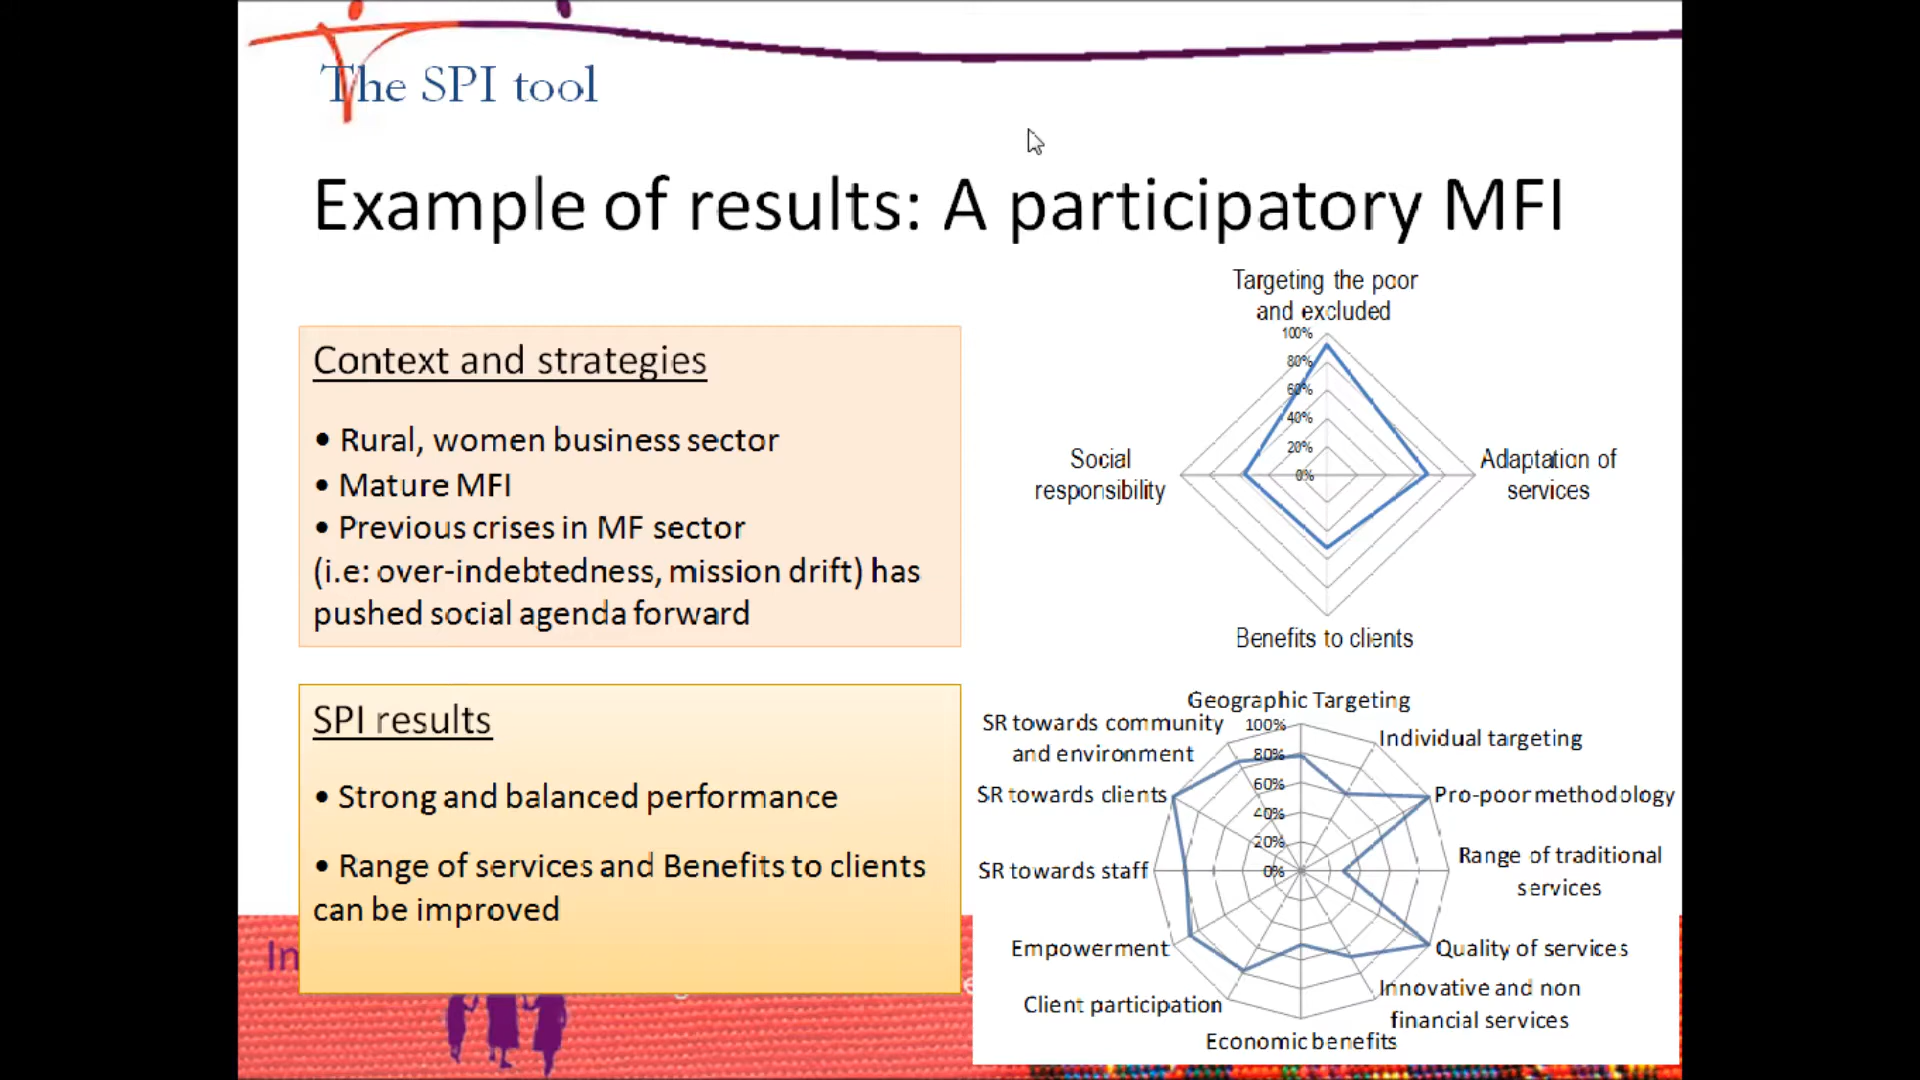 The SPI tool
Example of results: A participatory MFI
Context and strategies
• Rural, women business sector
• Mature MFI
• Previous crises in MF sector
(i.e: over-indebtedness, mission drift) has
pushed social agenda forward
SPI results
• Strong and balanced performance
• Range of services and Benefits to clients
can be improved
Targeting the poor
and excluded
100%
80%
60%
40%
20%
0%
Social
responsibility
Adaptation of
services
Benefits to clients
Geographic Targeting
SR towards community
and environment
100%
80%
60%
40%
20%
0%
Individual targeting
SR towards clients
Pro-poor methodology
SR towards staff
Range of traditional
services
Empowerment
Quality of services
Client participation
Innovative and non
financial services
Economic benefits
In